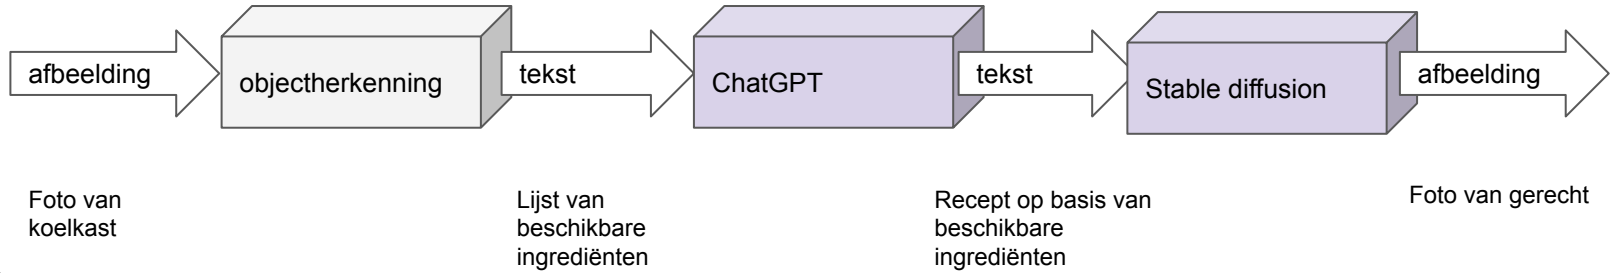 afbeelding
objectherkenning
tekst
ChatGPT
tekst
Stable diffusion
afbeelding
Foto van
koelkast
Lijst van
beschikbare
ingrediënten
Recept op basis van
beschikbare
ingrediënten
Foto van gerecht